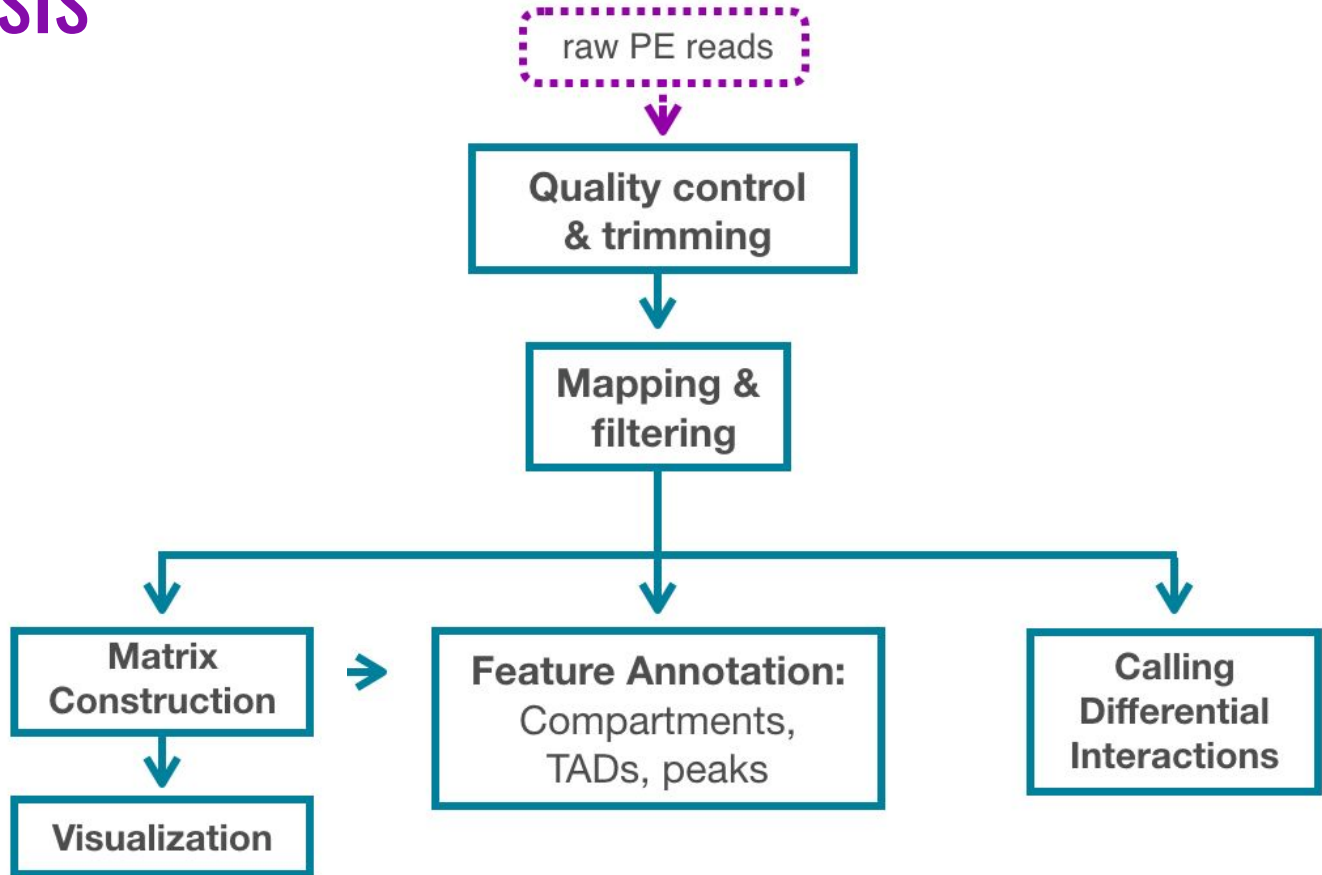 raw PE reads
Quality control
& trimming
Mapping &
filtering
Matrix
Construction
Feature Annotation:
Compartments,
TADs, peaks
Calling
Differential
Interactions
Visualization